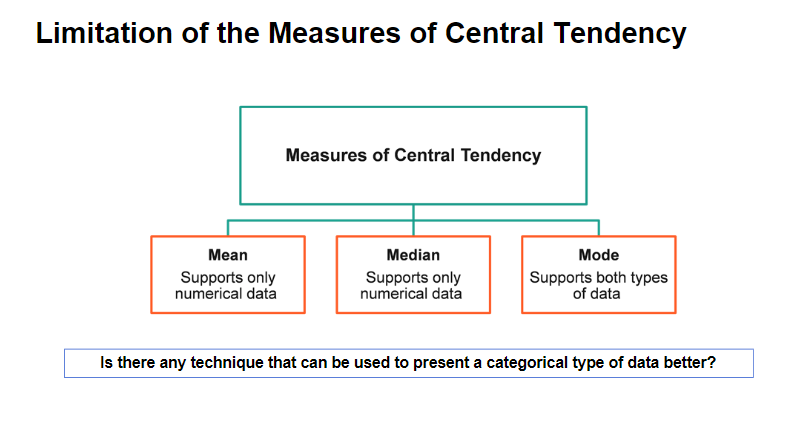 Limitation of the Measures of Central Tendency
Measures of Central Tendency
Mean
Supports only
numerical data
Median
Supports only
numerical data
Mode
Supports both types
of data
Is there any technique that can be used to present a categorical type of data better?